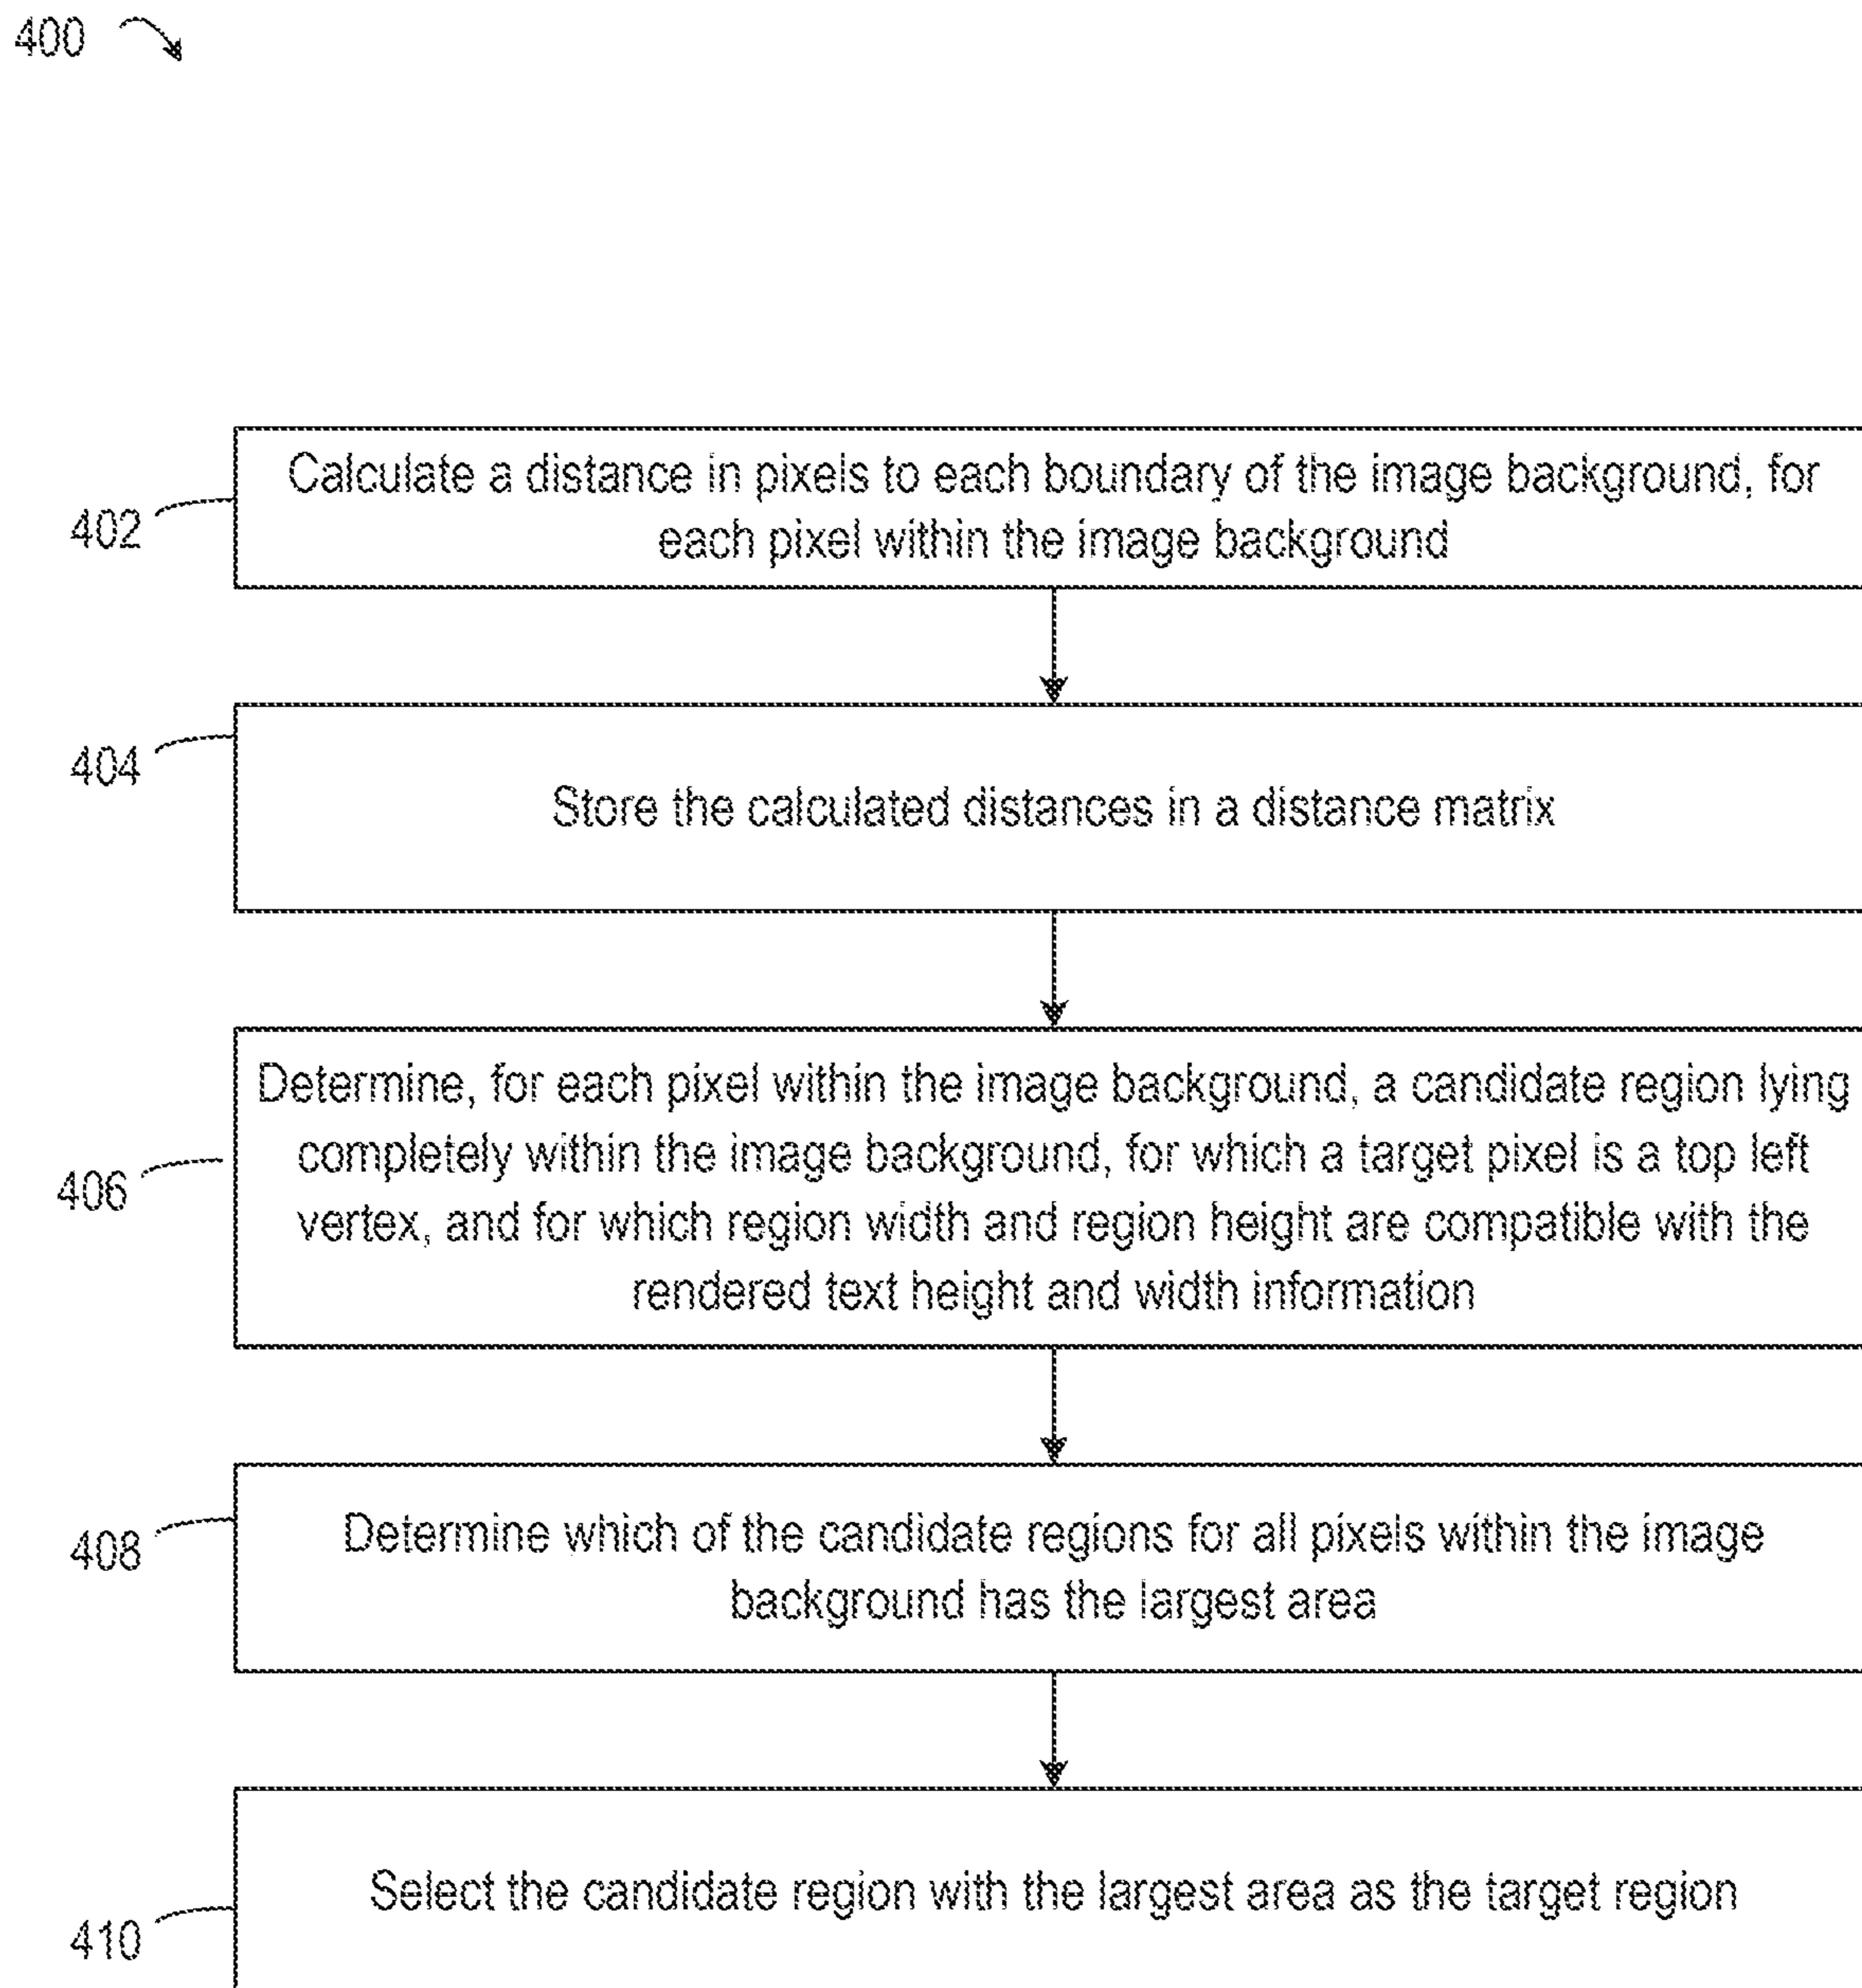 400
Calculate a distance in pixels to each boundary of the image background, for
each pixel within the image background
402
404
Store the calculated distances in a distance matrix
Determine, for each pixel within the image background, a candidate region lying
completely within the image background, for which a target pixel is a top left
406
vertex, and for which region width and region height are compatible with the
rendered text height and width information
408
Determine which of the candidate regions for all pixels within the image
background has the largest area
Select the candidate region with the largest area as the target region
410